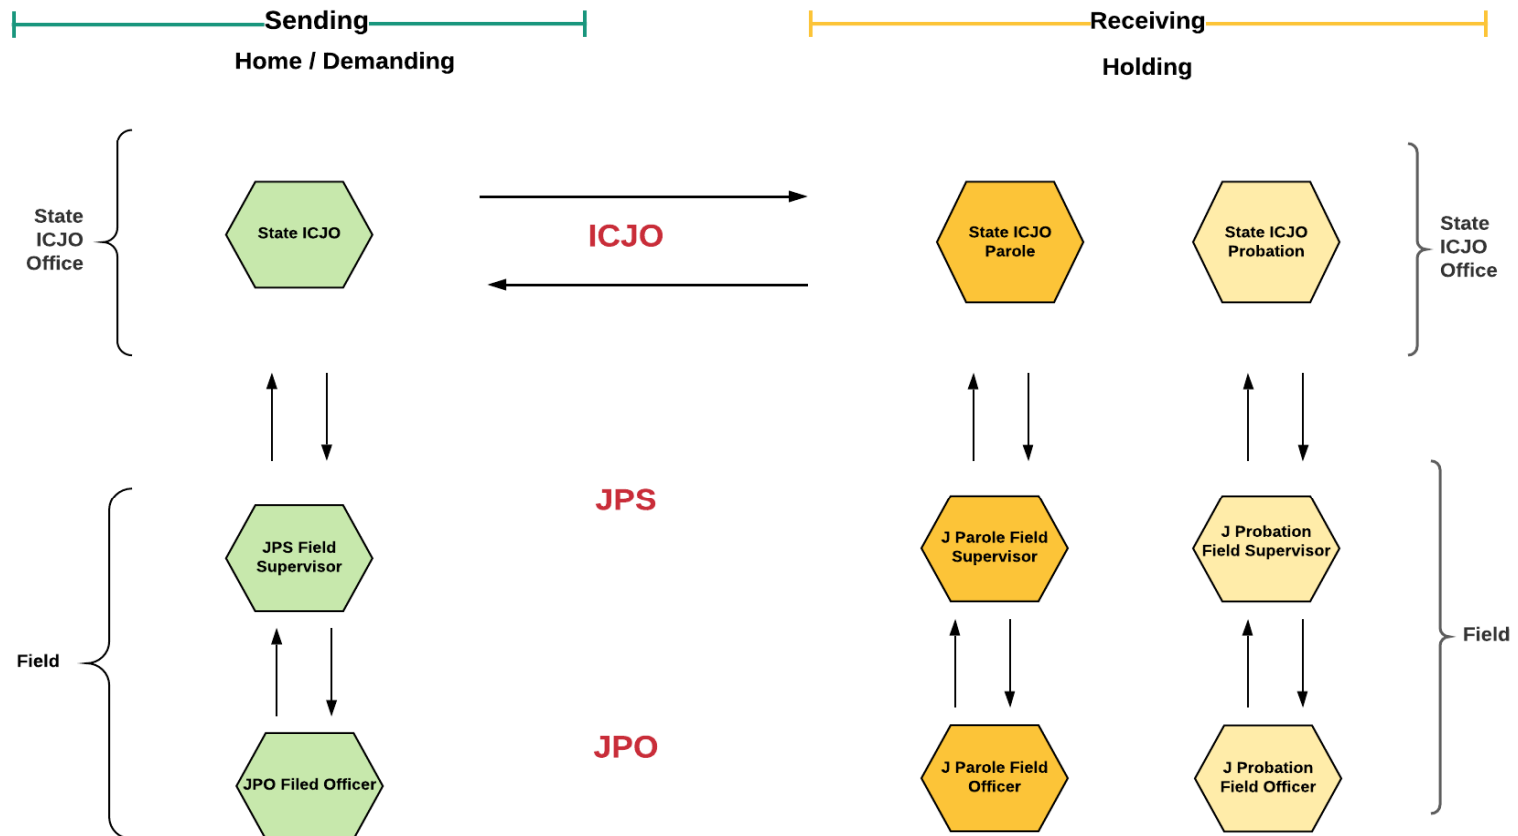 Sending
Receiving
Home / Demanding
Holding
State
ICJO
Office
State ICJO
ICJO
State ICJO
Parole
State ICJO
Probation
State
ICJO
Office
JPS
JPS Field
Supervisor
J Parole Field
Supervisor
J Probation
Field Supervisor
Field
Field
JPO
JPO Filed Officer
J Parole Field
Officer
J Probation
Field Officer